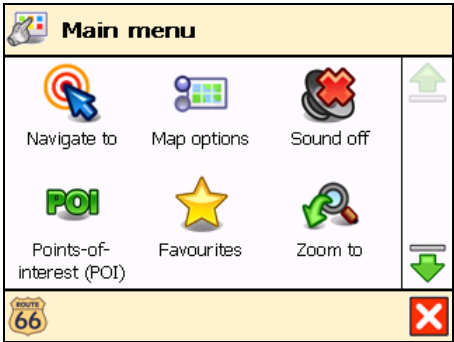 Main menu
Navigate to
Map options
Sound off
POI
Points-of-
interest (POI)
Favourites
Zoom to
ROUTE
66